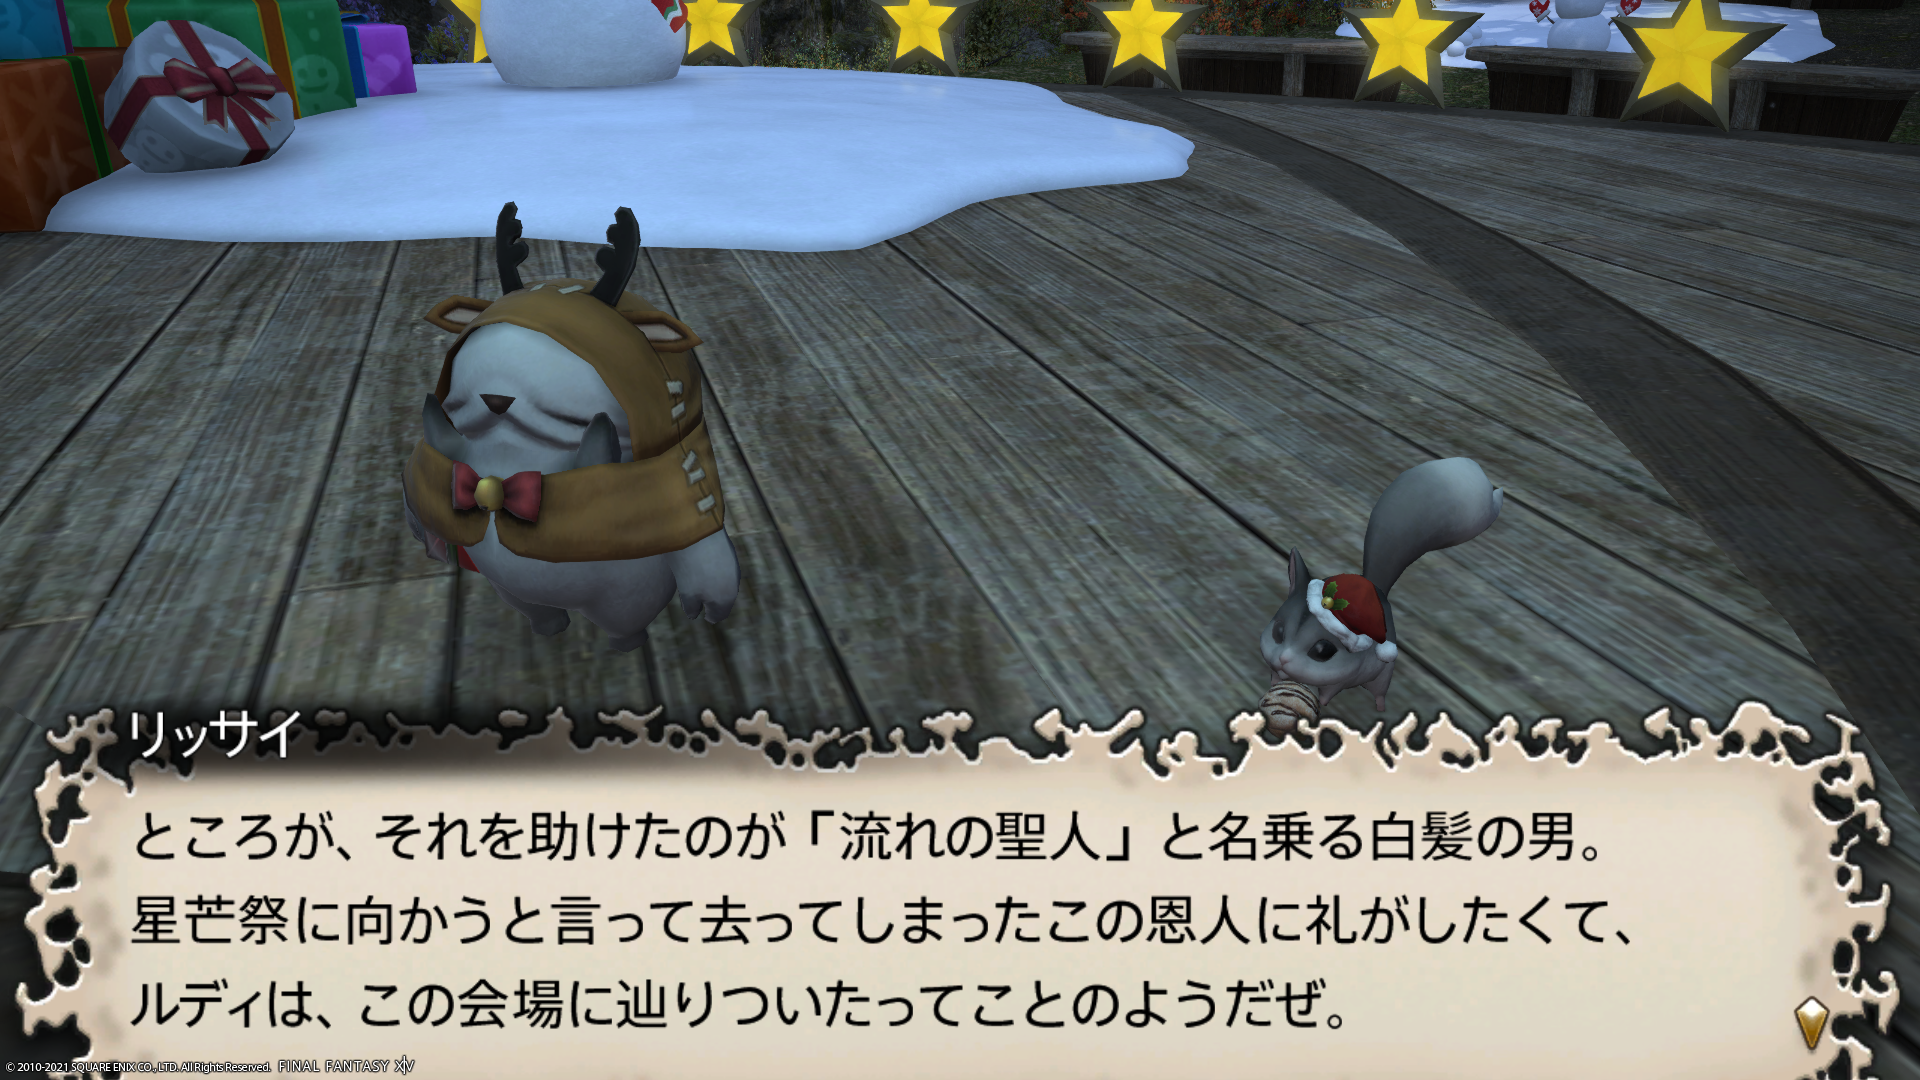 リッサイ
ところが、それを助けたのが「流れの聖人」と名乗る白髪の男。
星芒祭に向かうと言って去ってしまったこの恩人に礼がしたくて、
ルディは、この会場に辿りついたってことのようだぜ。
© 2010-2021 SQUARE ENIX CO., LTD. All Rights Reserved. FINAL FANTASY XIV